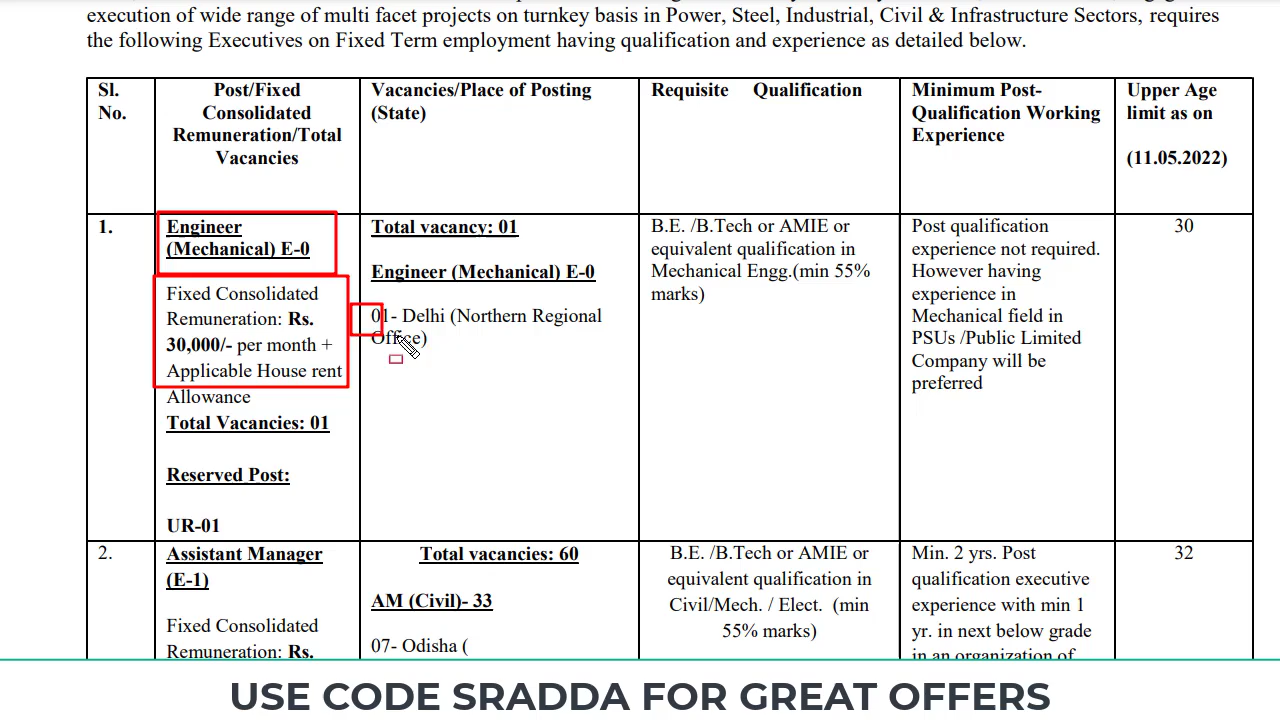 execution of wide range of multi facet projects on turnkey basis in Power, Steel, Industrial, Civil & Infrastructure Sectors, requires
the following Executives on Fixed Term employment having qualification and experience as detailed below.
Sl.
No.
Post/Fixed
Consolidated
Remuneration/Total
Vacancies
Vacancies/Place of Posting
(State)
Requisite Qualification
Minimum Post-
Qualification Working
Experience
Upper Age
limit as on
(11.05.2022)
1.
Engineer
(Mechanical) E-0
Fixed Consolidated
Remuneration: Rs.
30,000/- per month +
Applicable House rent
Allowance
Total Vacancies: 01
Reserved Post:
UR-01
Total vacancy: 01
Engineer (Mechanical) E-0
01- Delhi (Northern Regional
Office)
B.E. /B.Tech or AMIE or
equivalent qualification in
Mechanical Engg.(min 55%
marks)
Post qualification
experience not required.
However having
experience in
Mechanical field in
PSUs /Public Limited
Company will be
preferred
30
2.
Assistant Manager
(E-1)
Fixed Consolidated
Remuneration: Rs.
Total vacancies: 60
AM (Civil)- 33
07- Odisha (
B.E. /B.Tech or AMIE or
equivalent qualification in
Civil/Mech. / Elect. (min
55% marks)
Min. 2 yrs. Post
qualification executive
experience with min 1
yr. in next below grade
in an organization of
32
USE CODE SRADDA FOR GREAT OFFERS